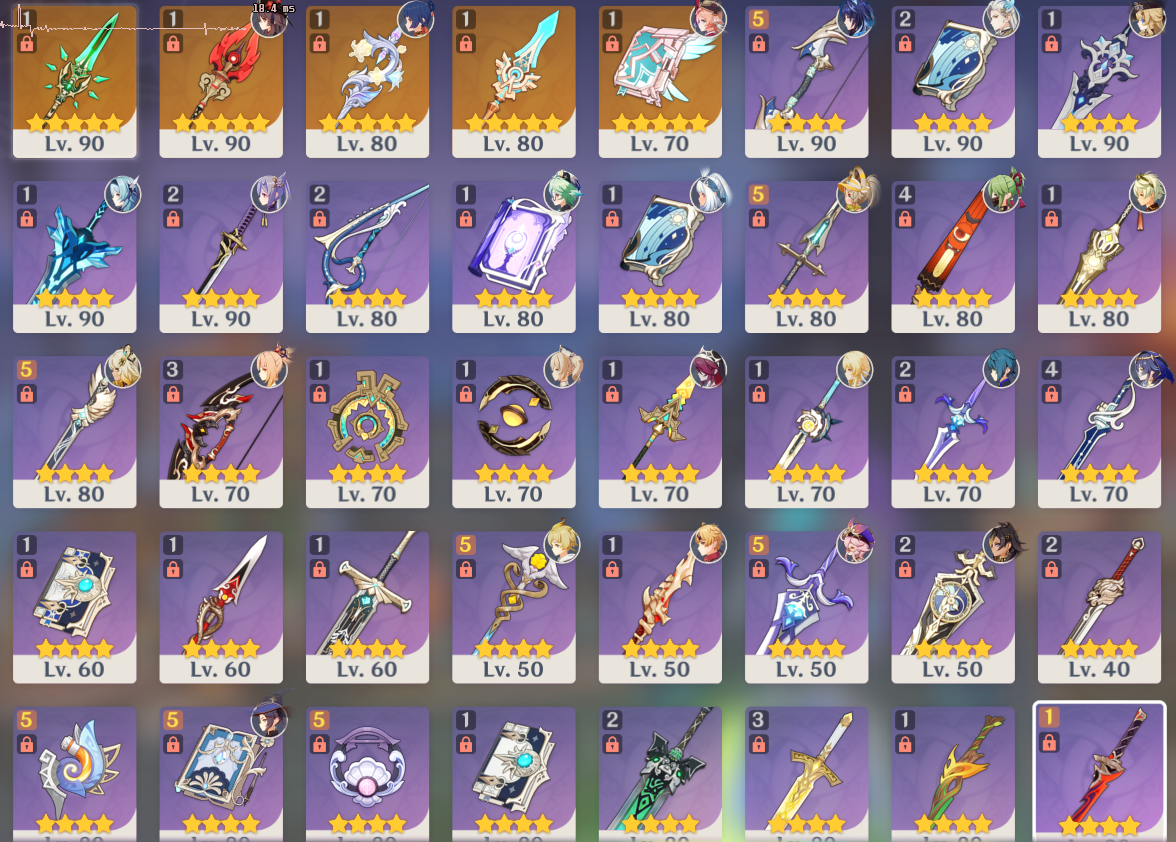 18.4 ms
1 1 1 1 1 5 2 1
Lv. 90 Lv. 90 Lv. 80 Lv. 80 Lv. 70 Lv. 90 Lv. 90 Lv. 90
1 2 2 1 1 5 4 1
Lv. 90 Lv. 90 Lv. 80 Lv. 80 Lv. 80 Lv. 80 Lv. 80 Lv. 80
5 3 1 1 1 1 2 4
Lv. 80 Lv. 70 Lv. 70 Lv. 70 Lv. 70 Lv. 70 Lv. 70 Lv. 70
1 1 1 5 1 5 2 2
Lv. 60 Lv. 60 Lv. 60 Lv. 50 Lv. 50 Lv. 50 Lv. 50 Lv. 40
5 5 5 1 2 3 1 1